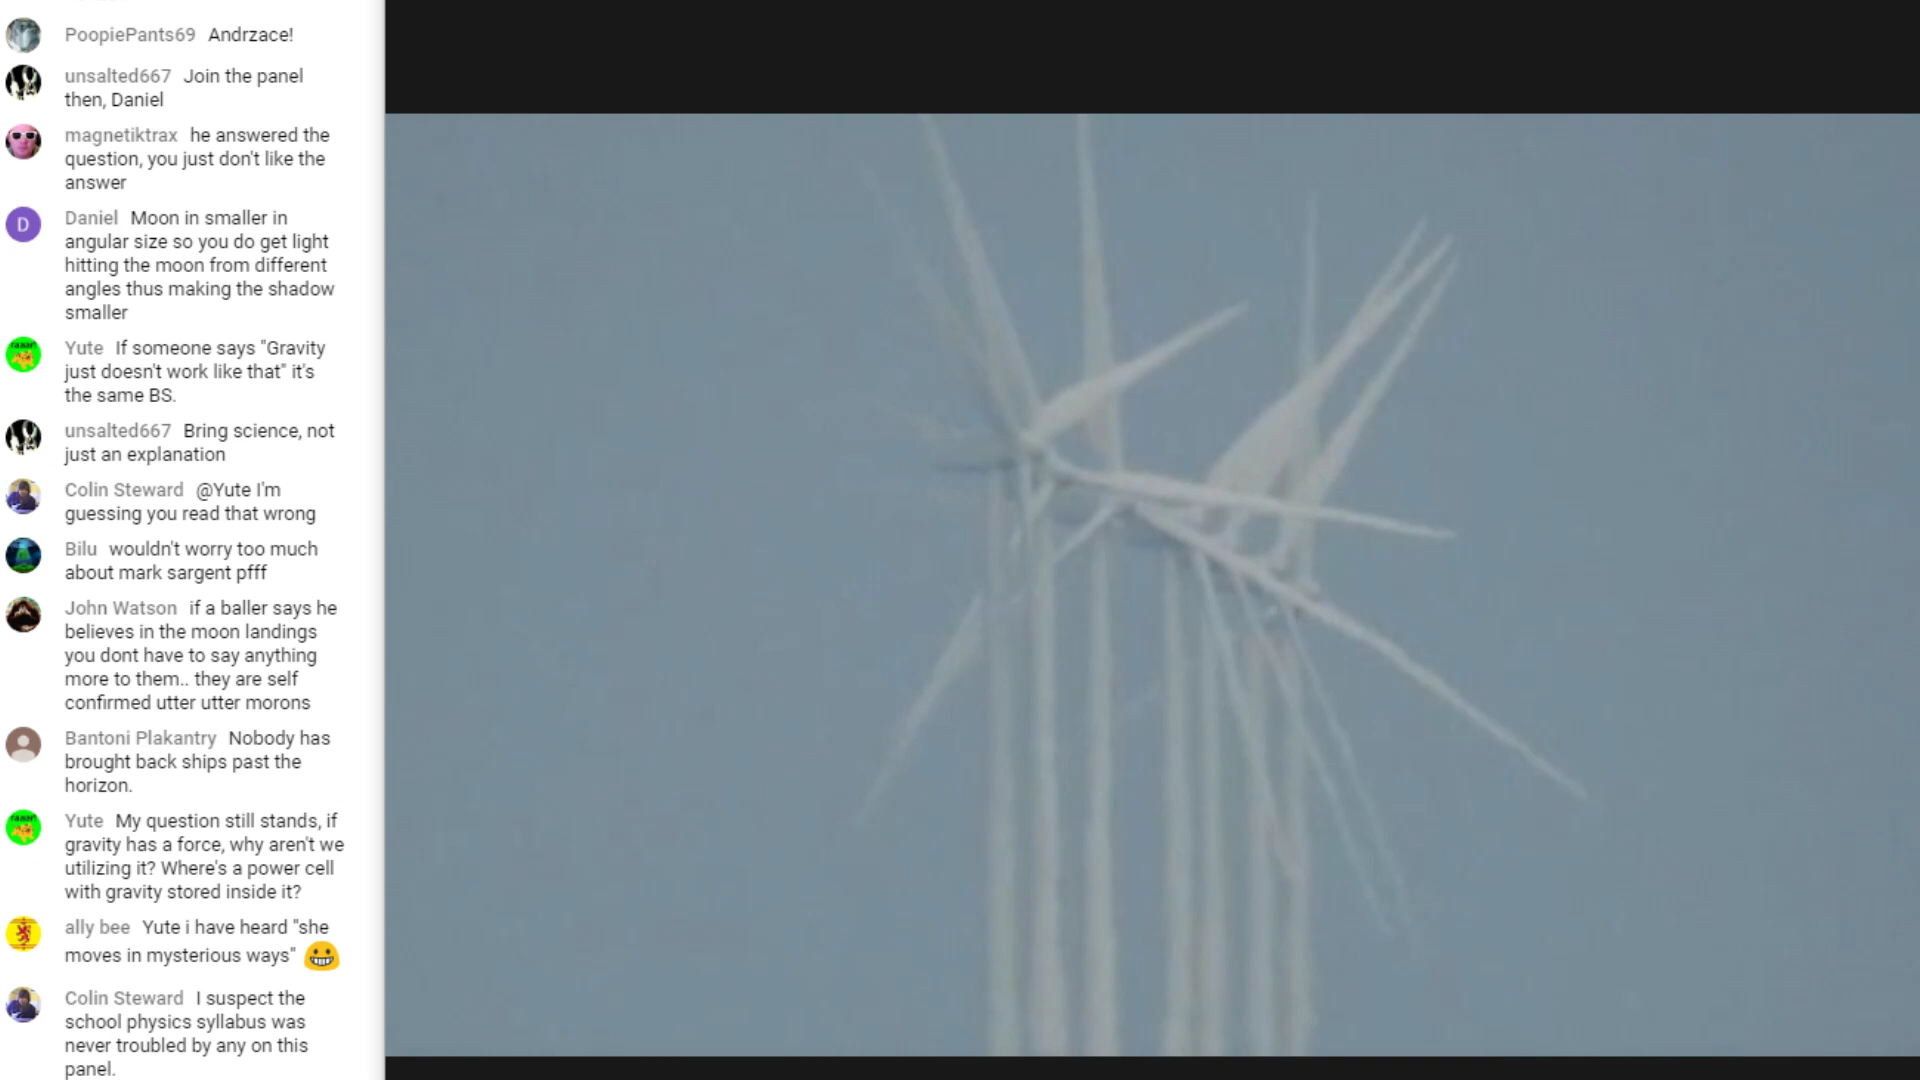 PoopiePants69 Andrzace!
unsalted667 Join the panel
then, Daniel
magnetiktrax he answered the
question, you just don't like the
answer
D
Daniel Moon in smaller in
angular size so you do get light
hitting the moon from different
angles thus making the shadow
smaller
Yute If someone says "Gravity
just doesn't work like that" it's
the same BS.
unsalted667 Bring science, not
just an explanation
Colin Steward @Yute I'm
guessing you read that wrong
Bilu wouldn't worry too much
about mark sargent pfff
John Watson if a baller says he
believes in the moon landings
you dont have to say anything
more to them.. they are self
confirmed utter utter morons
Bantoni Plakantry Nobody has
brought back ships past the
horizon.
Yute My question still stands, if
gravity has a force, why aren't we
utilizing it? Where's a power cell
with gravity stored inside it?
ally bee Yute i have heard "she
moves in mysterious ways"
Colin Steward I suspect the
school physics syllabus was
never troubled by any on this
panel.